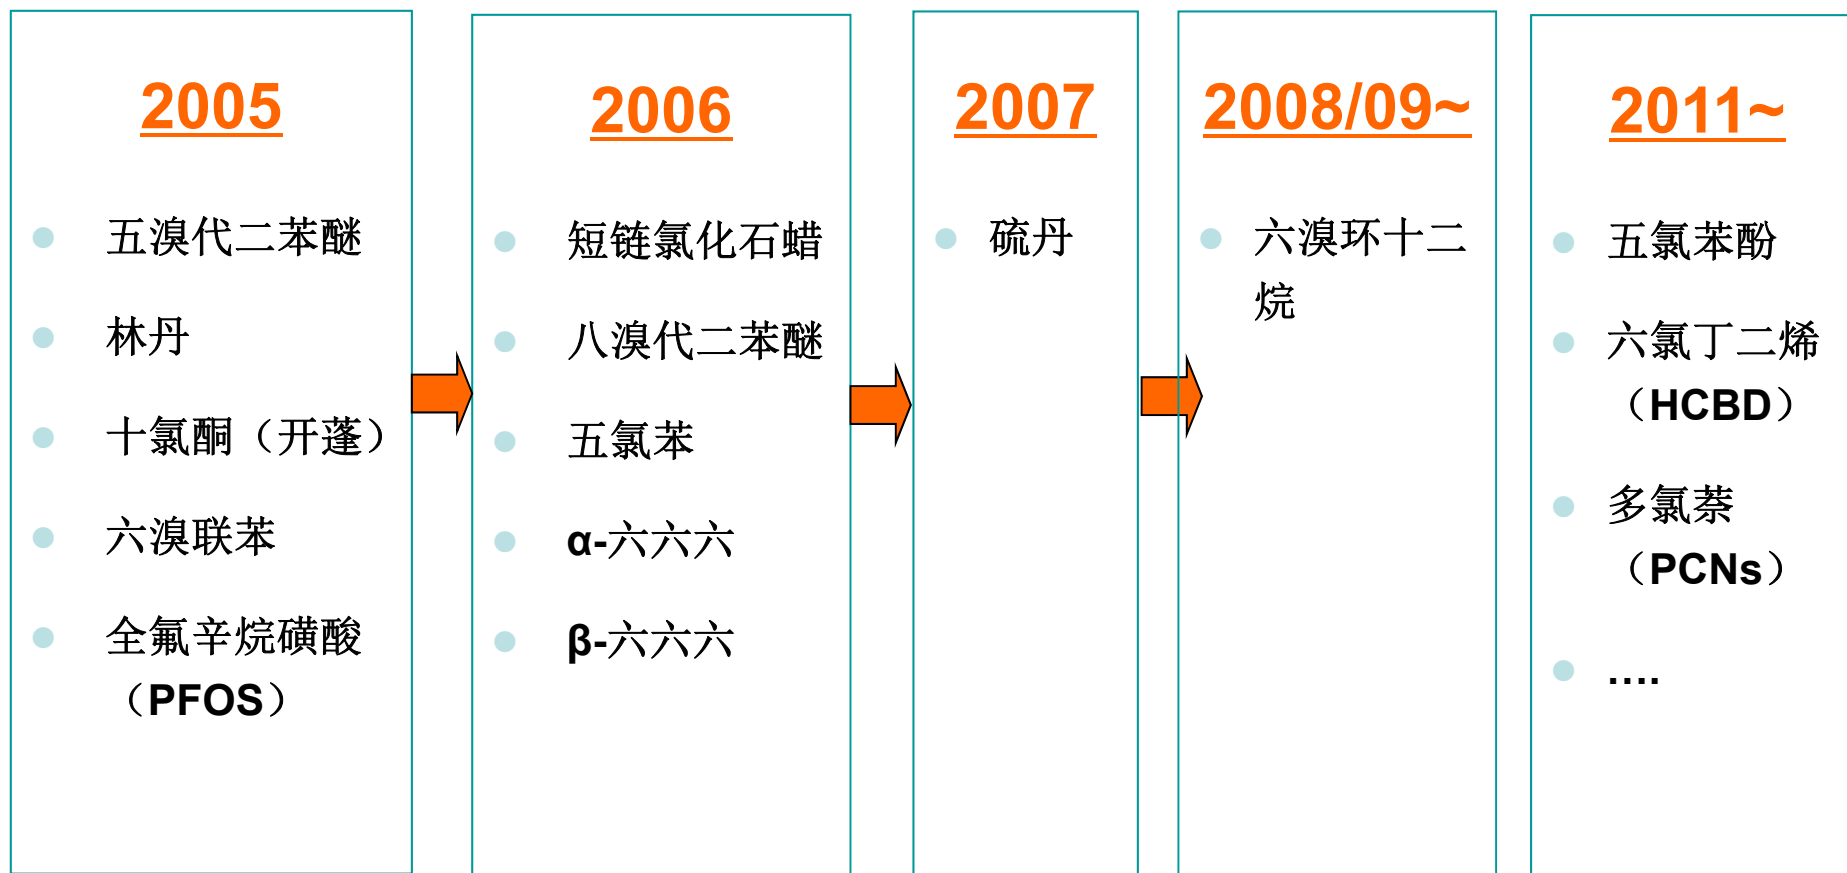 2005
五溴代二苯醚
林丹
十氯酮（开蓬）
六溴联苯
全氟辛烷磺酸
（PFOS）
2006
短链氯化石蜡
八溴代二苯醚
五氯苯
α-六六六
β-六六六
2007
硫丹
2008/09~
六溴环十二
烷
2011~
五氯苯酚
六氯丁二烯
（HCBD）
多氯萘
（PCNs）
....